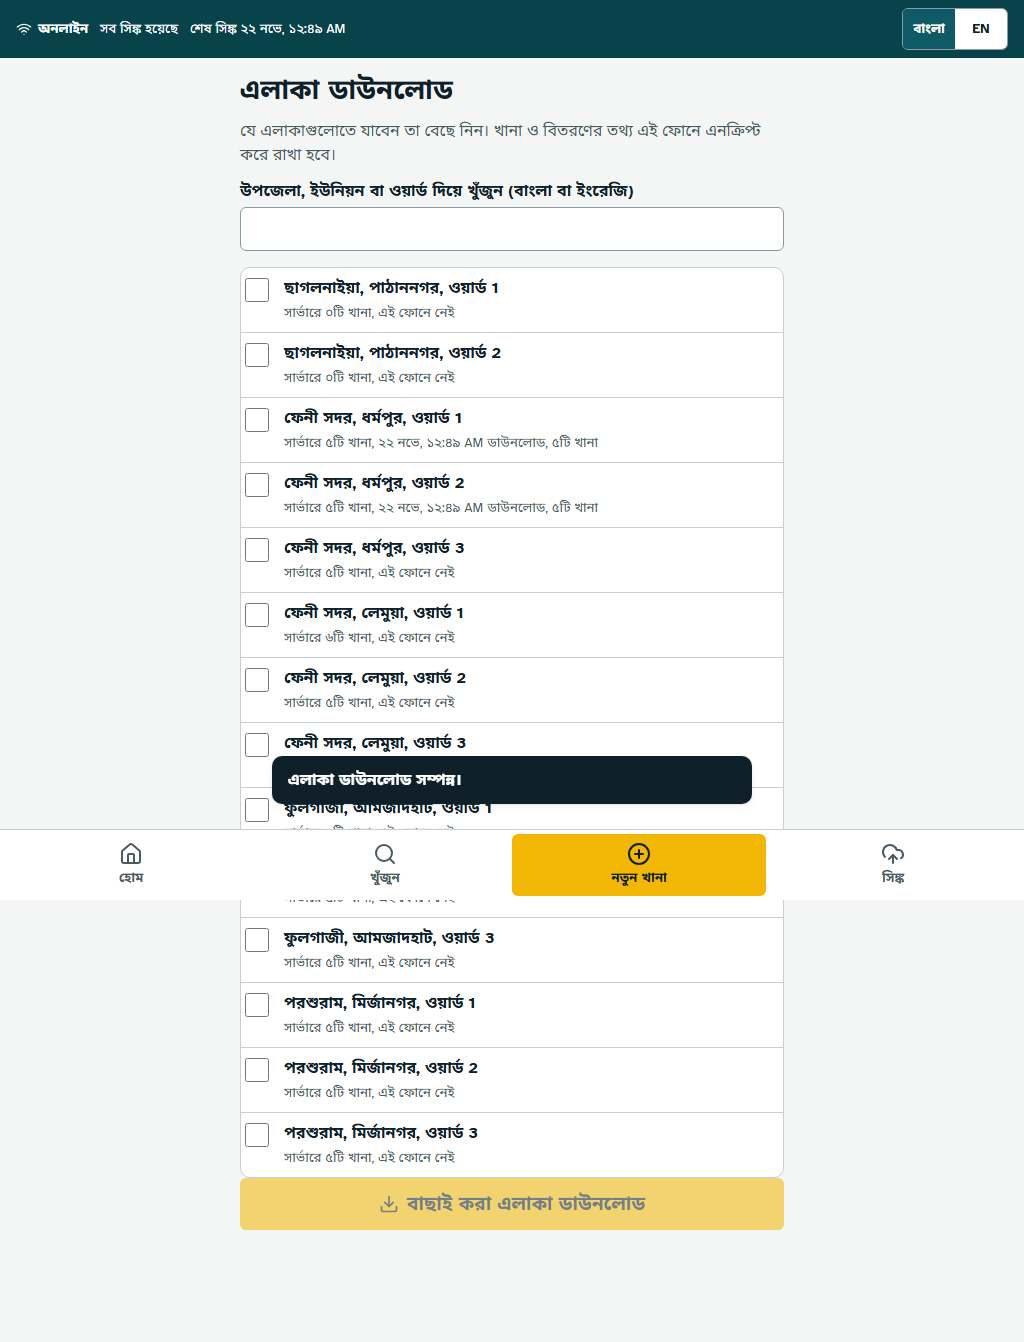 অনলাইন সব সিঙ্ক হয়েছে শেষ সিঙ্ক ২২ নভে, ১২:৪৯ AM
বাংলা EN
এলাকা ডাউনলোড
যে এলাকাগুলোতে যাবেন তা বেছে নিন। খানা ও বিতরণের তথ্য এই ফোনে এনক্রিপ্ট
করে রাখা হবে।
উপজেলা, ইউনিয়ন বা ওয়ার্ড দিয়ে খুঁজুন (বাংলা বা ইংরেজি)
ছাগলনাইয়া, পাঠাননগর, ওয়ার্ড 1
সার্ভারে ০টি খানা, এই ফোনে নেই
ছাগলনাইয়া, পাঠাননগর, ওয়ার্ড 2
সার্ভারে ০টি খানা, এই ফোনে নেই
ফেনী সদর, ধর্মপুর, ওয়ার্ড 1
সার্ভারে ৫টি খানা, ২২ নভে, ১২:৪৯ AM ডাউনলোড, ৫টি খানা
ফেনী সদর, ধর্মপুর, ওয়ার্ড 2
সার্ভারে ৫টি খানা, ২২ নভে, ১২:৪৯ AM ডাউনলোড, ৫টি খানা
ফেনী সদর, ধর্মপুর, ওয়ার্ড 3
সার্ভারে ৫টি খানা, এই ফোনে নেই
ফেনী সদর, লেমুয়া, ওয়ার্ড 1
সার্ভারে ৬টি খানা, এই ফোনে নেই
ফেনী সদর, লেমুয়া, ওয়ার্ড 2
সার্ভারে ৫টি খানা, এই ফোনে নেই
ফেনী সদর, লেমুয়া, ওয়ার্ড 3
এলাকা ডাউনলোড সম্পন্ন।
ফুলগাজী, আমজাদহাট, ওয়ার্ড 1
হোম খুঁজুন নতুন খানা সিঙ্ক
ফুলগাজী, আমজাদহাট, ওয়ার্ড 3
সার্ভারে ৫টি খানা, এই ফোনে নেই
পরশুরাম, মির্জানগর, ওয়ার্ড 1
সার্ভারে ৫টি খানা, এই ফোনে নেই
পরশুরাম, মির্জানগর, ওয়ার্ড 2
সার্ভারে ৫টি খানা, এই ফোনে নেই
পরশুরাম, মির্জানগর, ওয়ার্ড 3
সার্ভারে ৫টি খানা, এই ফোনে নেই
বাছাই করা এলাকা ডাউনলোড